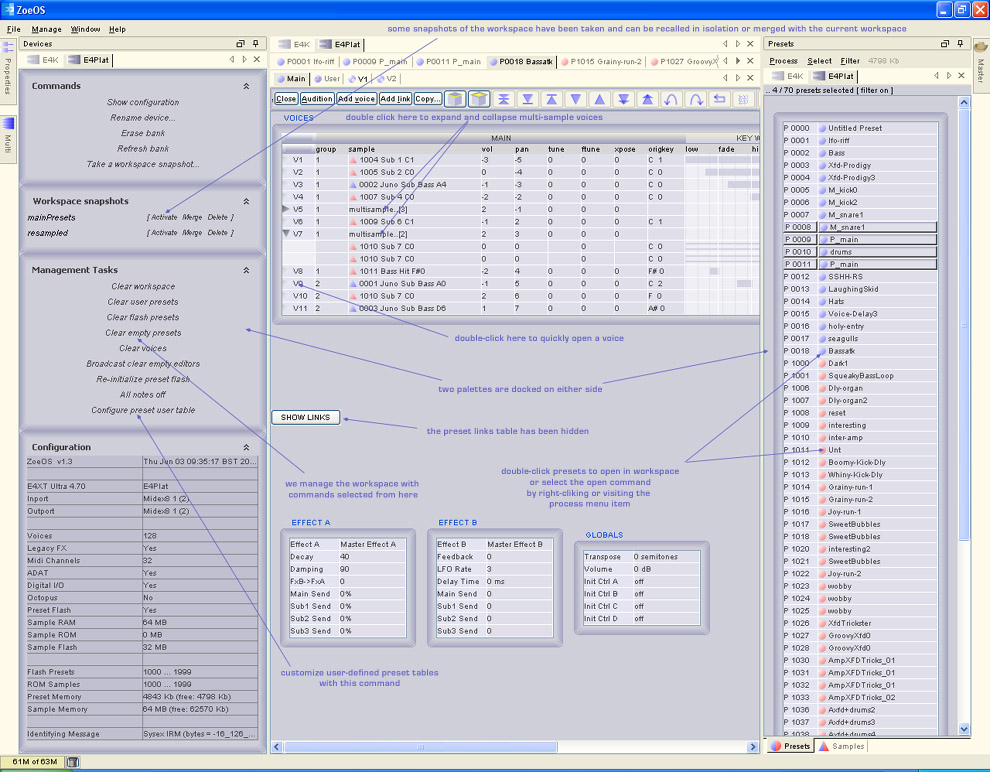 ZoeOS
File Manage Window Help
some snapshots of the workspace have been taken and can be recalled in isolation or merged with the current workspace
Properties
Multi
Master
Devices
E4K E4Plat
Commands
Show configuration
Rename device...
Erase bank
Refresh bank
Take a workspace snapshot...
Workspace snapshots
mainPresets [ Activate Merge Delete ]
resampled [ Activate Merge Delete ]
Management Tasks
Clear workspace
Clear user presets
Clear flash presets
Clear empty presets
Clear voices
Broadcast clear empty editors
Re-initialize preset flash
All notes off
Configure preset user table
Configuration
ZoeOS v1.3 Thu Jun 03 09:35:17 BST 20...
E4XT Ultra 4.70 E4Plat
Inport Midex8 1 (2)
Outport Midex8 1 (2)
Voices 128
Legacy FX Yes
Midi Channels 32
ADAT Yes
Digital I/O Yes
Octopus No
Preset Flash Yes
Sample RAM 64 MB
Sample ROM 0 MB
Sample Flash 32 MB
Flash Presets 1000 ... 1999
ROM Samples 1000 ... 1999
Preset Memory 4843 Kb (free: 4798 Kb)
Sample Memory 64 MB (free: 62570 Kb)
Identifying Message Sysex IRM (bytes = -16_126_...
61M of 63M
E4K E4Plat
P0001 lfo-riff P0009 P_main P0011 P_main P0018 Bassatk P1015 Grainy-run-2 P1027 GroovyX
Main User V1 V2
Close Audition Add voice Add link Copy...
VOICES double click here to expand and collapse multi-sample voices
MAIN KEY W
group sample vol pan tune ftune xpose origkey low fade hi
V1 1 1004 Sub 1 C1 -3 -5 0 0 0 C 1
V2 1 1005 Sub 2 C0 0 -4 0 0 0 C 0
V3 1 0002 Juno Sub Bass A4 -1 -3 0 0 0 C 0
V4 1 1007 Sub 4 C0 -1 -2 0 0 0 C 0
V5 1 multisample..[3] 2 -1 0 0 0
V6 1 1009 Sub 6 C1 -1 2 0 0 0 C 1
V7 multisample..[2] 2 3 0 0 0
1010 Sub 7 C0 0 0 0 C 0
1010 Sub 7 C0 0 0 0 C 0
V8 1 1011 Bass Hit F#0 -2 4 0 0 0 F# 0
V9 2 0001 Juno Sub Bass A0 -1 5 0 0 0 C 2
V10 2 1010 Sub 7 C0 2 6 0 0 0 F 0
V11 2 0003 Juno Sub Bass D6 1 7 0 0 0 A# 0
double-click here to quickly open a voice
two palettes are docked on either side
SHOW LINKS
the preset links table has been hidden
we manage the workspace with
commands selected from here
double-click presets to open in workspace
or select the open command
by right-cliking or visiting the
process menu item
EFFECT A
Effect A Master Effect A
Decay 40
Damping 90
FxB->FxA 0
Main Send 0%
Sub1 Send 0%
Sub2 Send 0%
Sub3 Send 0%
EFFECT B
Effect B Master Effect B
Feedback 0
LFO Rate 3
Delay Time 0 ms
Main Send 0
Sub1 Send 0
Sub2 Send 0
Sub3 Send 0
GLOBALS
Transpose 0 semitones
Volume 0 dB
Init Ctrl A off
Init Ctrl B off
Init Ctrl C off
Init Ctrl D off
customize user-defined preset tables
with this command
Presets
Process Select Filter 4798 Kb
E4K E4Plat
.. 4 / 70 presets selected [ filter on ]
P 0000 Untitled Preset
P 0001 lfo-riff
P 0002 Bass
P 0003 Xfd-Prodigy
P 0004 Xfd-Prodigy3
P 0005 M_kick0
P 0006 M_kick2
P 0007 M_snare1
P 0008 M_snare1
P 0009 P_main
P 0010 drums
P 0011 P_main
P 0012 SSHH-RS
P 0013 LaughingSkid
P 0014 Hats
P 0015 Voice-Delay3
P 0016 holy-entry
P 0017 seagulls
P 0018 Bassatk
P 1000 Dark1
P 1001 SqueakyBassLoop
P 1006 Dly-organ
P 1007 Dly-organ2
P 1008 reset
P 1009 interesting
P 1010 inter-amp
P 1011 Unt
P 1012 Boomy-Kick-Dly
P 1013 Whiny-Kick-Dly
P 1014 Grainy-run-1
P 1015 Grainy-run-2
P 1016 Joy-run-1
P 1017 SweetBubbles
P 1018 SweetBubbles
P 1020 interesting2
P 1021 SweetBubbles
P 1022 Joy-run-2
P 1023 wobby
P 1024 wobby
P 1025 wobby
P 1026 XfdTrickster
P 1027 GroovyXfd0
P 1028 GroovyXfd0
P 1030 AmpXFDTricks_01
P 1031 AmpXFDTricks_01
P 1032 AmpXFDTricks_01
P 1033 AmpXFDTricks_02
P 1036 Axfd+drums2
P 1037 Axfd+drums3
P 1038 Axfd+drums4
Presets Samples